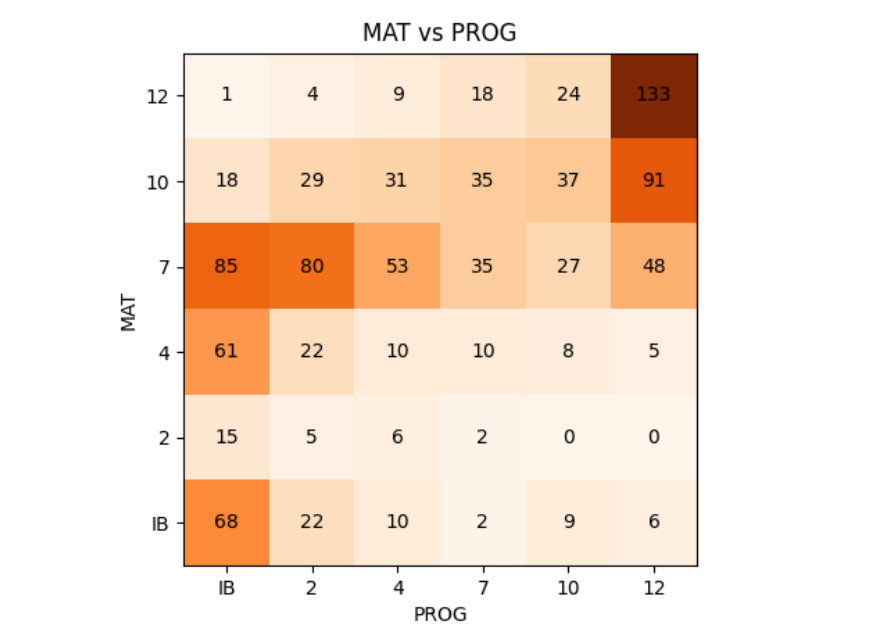 MAT vs PROG
12 1 4 9 18 24 133
10 18 29 31 35 37 91
7 85 80 53 35 27 48
MAT
4 61 22 10 10 8 5
2 15 5 6 2 0 0
IB 68 22 10 2 9 6
IB 2 4 7 10 12
PROG